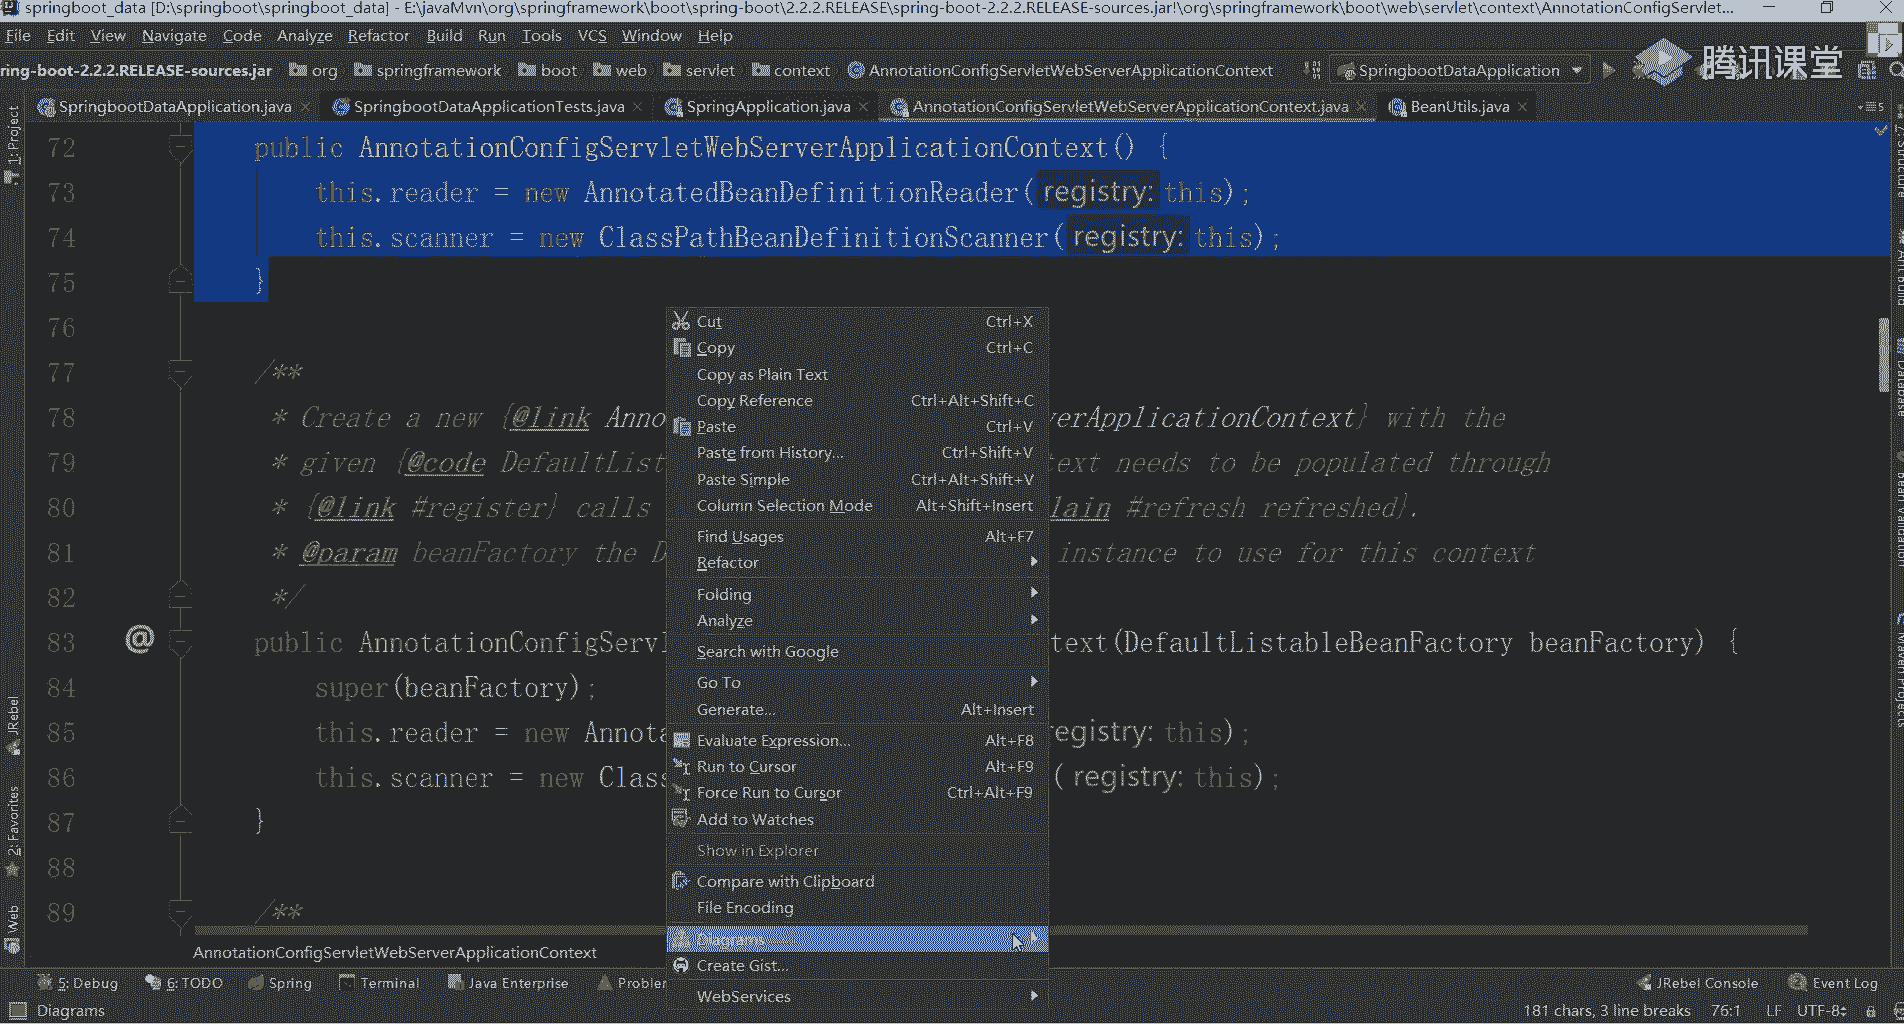 springboot_data [D:\springboot\springboot_data] - E:\javaMvn\org\springframework\boot\spring-boot\2.2.2.RELEASE\spring-boot-2.2.2.RELEASE-sources.jar!\org\springframework\boot\web\servlet\context\AnnotationConfigServlet...
File Edit View Navigate Code Analyze Refactor Build Run Tools VCS Window Help
ring-boot-2.2.2.RELEASE-sources.jar org springframework boot web servlet context AnnotationConfigServletWebServerApplicationContext SpringbootDataApplication
腾讯课堂
SpringbootDataApplication.java SpringbootDataApplicationTests.java SpringApplication.java AnnotationConfigServletWebServerApplicationContext.java BeanUtils.java
72 public AnnotationConfigServletWebServerApplicationContext() {
73 this.reader = new AnnotatedBeanDefinitionReader( registry: this);
74 this.scanner = new ClassPathBeanDefinitionScanner( registry: this);
75 }
76
77 /**
78 * Create a new {@link Anno erApplicationContext} with the
79 * given {@code DefaultList text needs to be populated through
80 * {@link #register} calls lain #refresh refreshed}.
81 * @param beanFactory the D instance to use for this context
82 */
83 @ public AnnotationConfigServl text(DefaultListableBeanFactory beanFactory) {
84 super(beanFactory);
85 this.reader = new Annota registry: this);
86 this.scanner = new Class ( registry: this);
87 }
88
89 /**
Cut Ctrl+X
Copy Ctrl+C
Copy as Plain Text
Copy Reference Ctrl+Alt+Shift+C
Paste Ctrl+V
Paste from History... Ctrl+Shift+V
Paste Simple Ctrl+Alt+Shift+V
Column Selection Mode Alt+Shift+Insert
Find Usages Alt+F7
Refactor
Folding
Analyze
Search with Google
Go To
Generate... Alt+Insert
Evaluate Expression... Alt+F8
Run to Cursor Alt+F9
Force Run to Cursor Ctrl+Alt+F9
Add to Watches
Show in Explorer
Compare with Clipboard
File Encoding
Diagrams
Create Gist...
WebServices
1: Project
JRebel
2: Favorites
Web
Database
Bean Validation
Maven Projects
AnnotationConfigServletWebServerApplicationContext
5: Debug 6: TODO Spring Terminal Java Enterprise Probler JRebel Console Event Log
Diagrams 181 chars, 3 line breaks 76:1 LF UTF-8